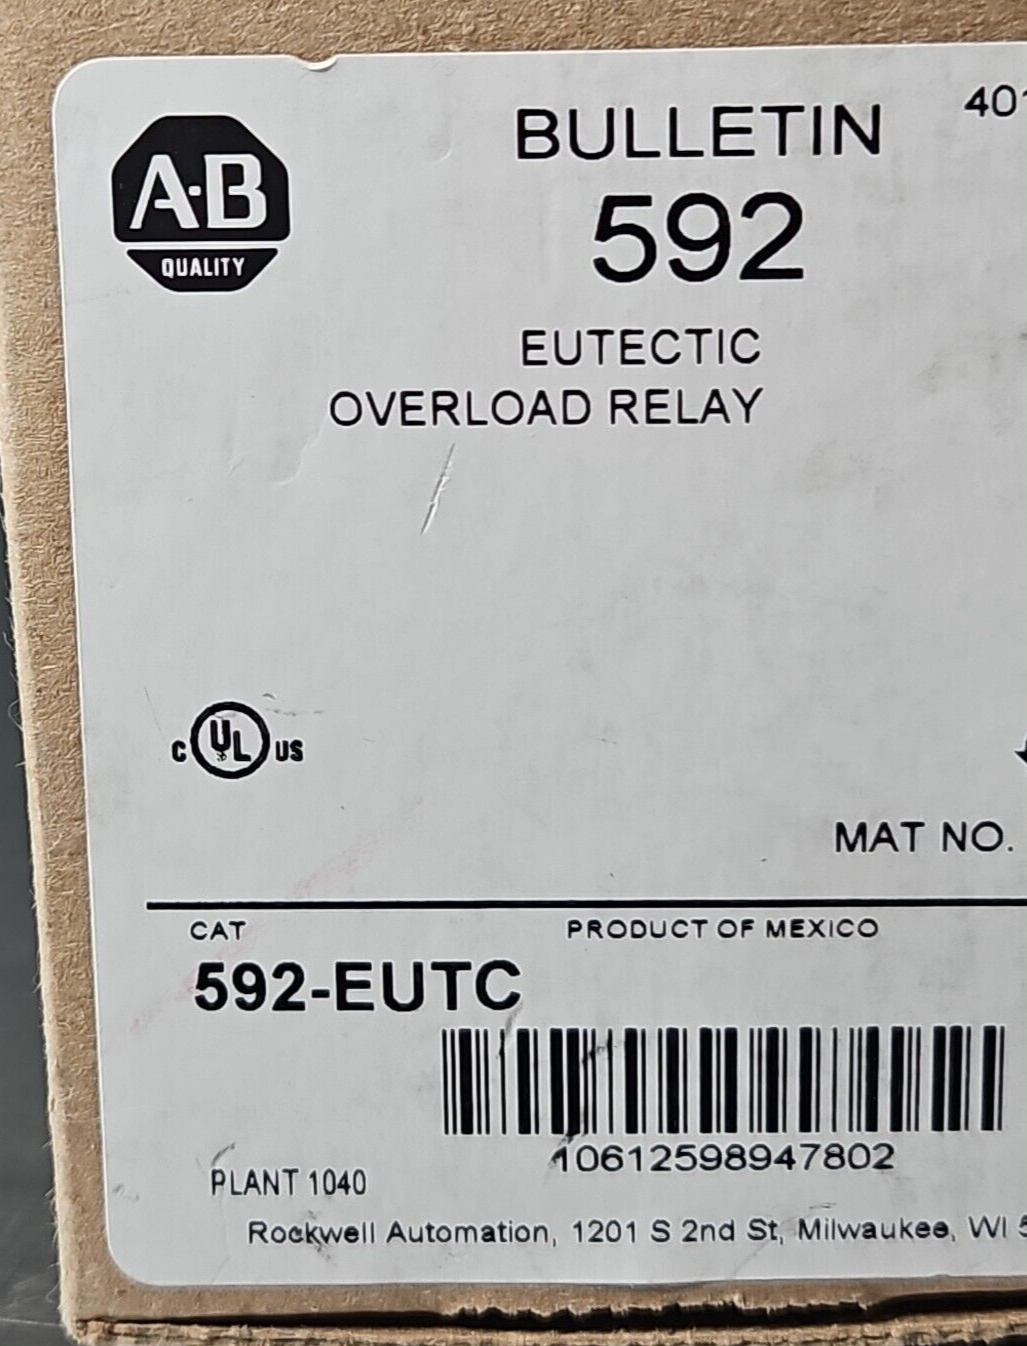 A-B
QUALITY
BULLETIN
592
EUTECTIC
OVERLOAD RELAY
C UL US
MAT NO.
CAT
PRODUCT OF MEXICO
592-EUTC
10612598947802
PLANT 1040
Rockwell Automation, 1201 S 2nd St, Milwaukee, WI